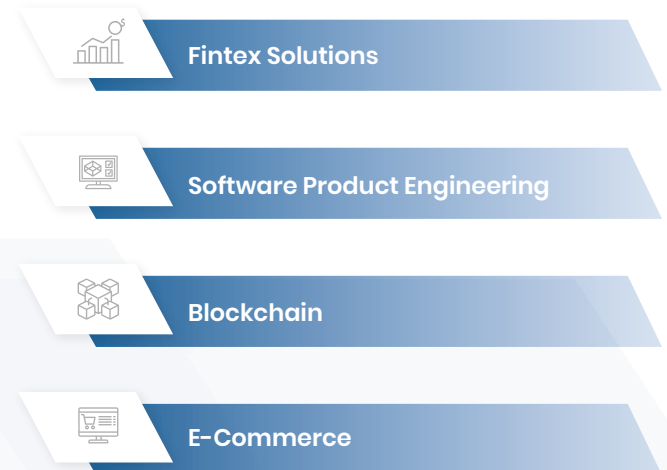 Fintex Solutions
Software Product Engineering
Blockchain
E-Commerce